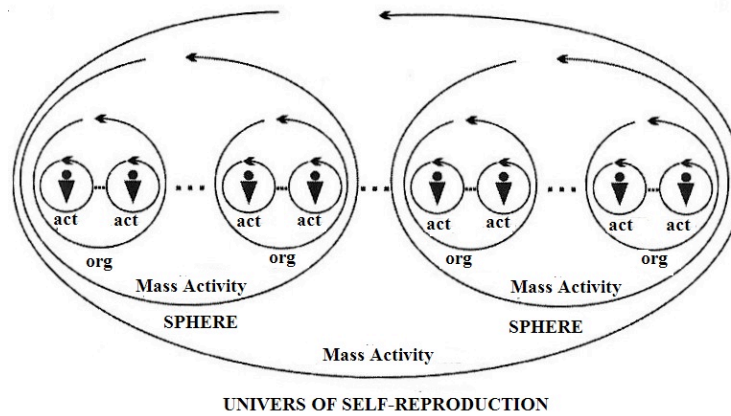 act act act act act act act act
org org org org
Mass Activity Mass Activity
SPHERE SPHERE
Mass Activity
UNIVERS OF SELF-REPRODUCTION